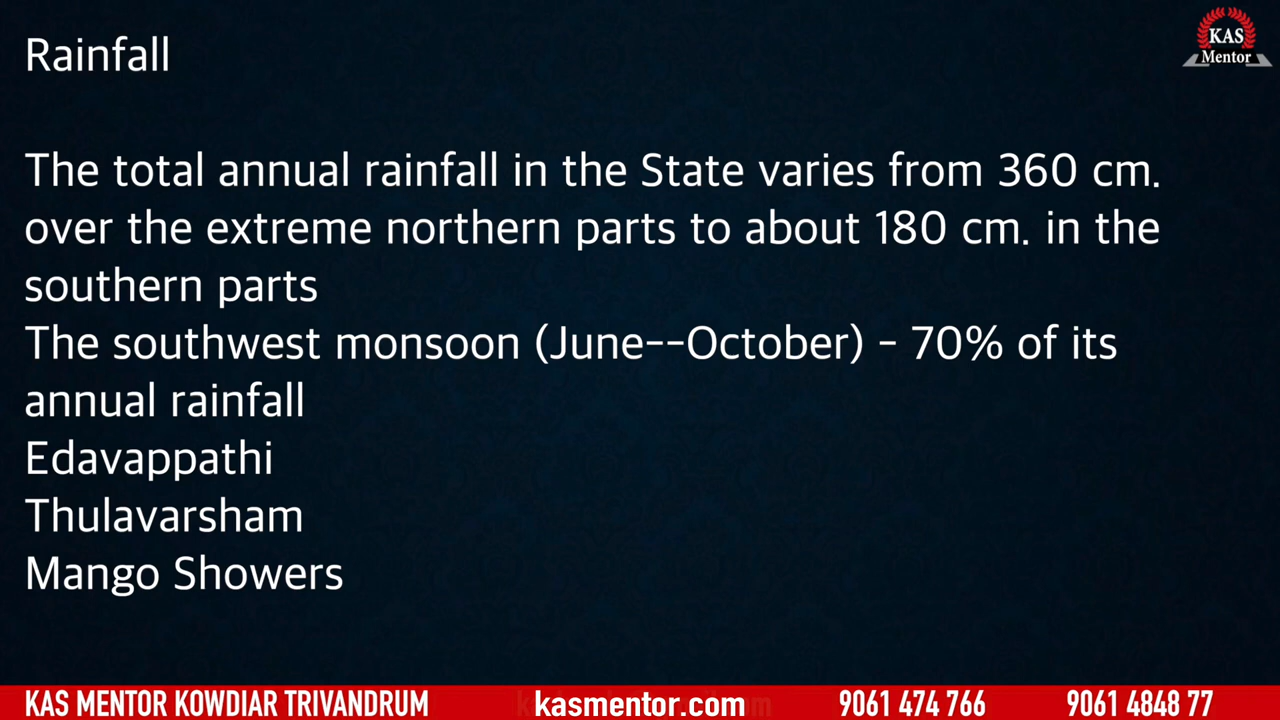 Rainfall
KAS
Mentor
The total annual rainfall in the State varies from 360 cm.
over the extreme northern parts to about 180 cm. in the
southern parts
The southwest monsoon (June--October) - 70% of its
annual rainfall
Edavappathi
Thulavarsham
Mango Showers
KAS MENTOR KOWDIAR TRIVANDRUM kasmentor.com 9061 474 766 9061 4848 77